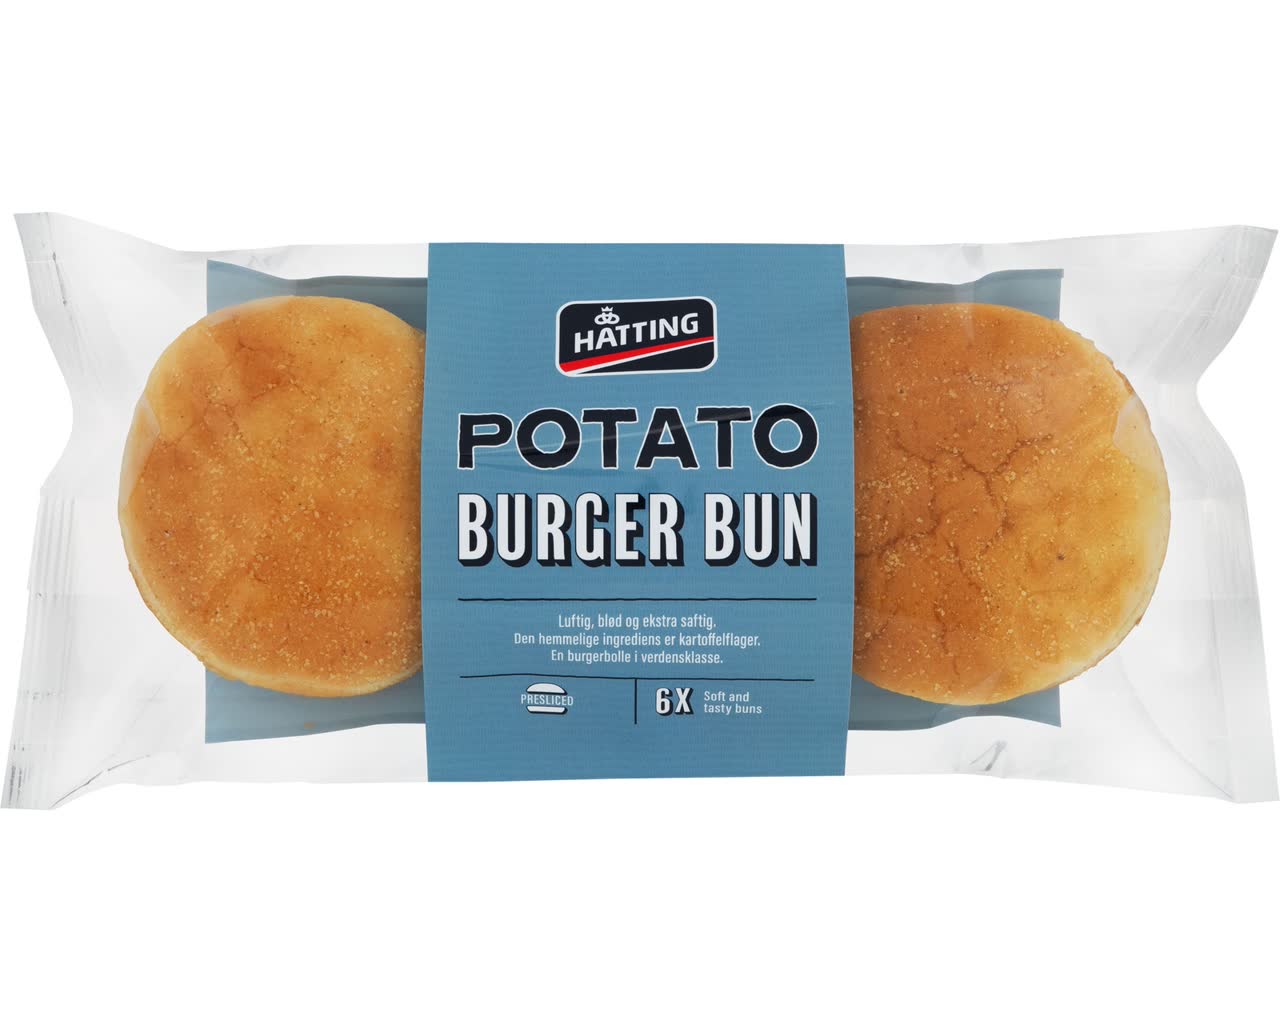 HATTING
POTATO
BURGER BUN
Luftig, blød og ekstra saftig.
Den hemmelige ingrediens er kartoffelflager.
En burgerbolle i verdensklasse.
PRESLICED
6X
Soft and
tasty buns